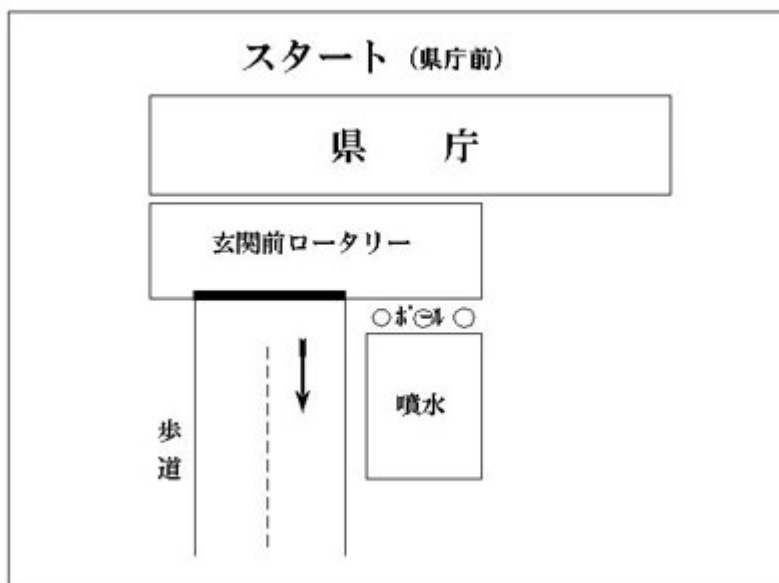 スタート（県庁前）
県　庁
玄関前ロータリー
ポール
噴水
歩道